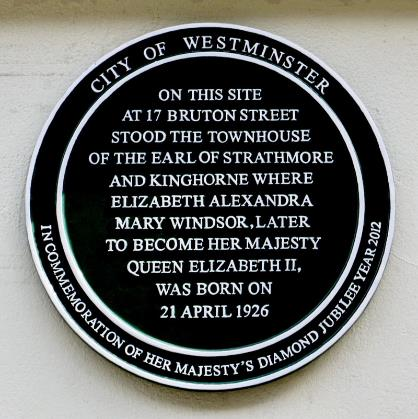 CITY OF WESTMINSTER
ON THIS SITE
AT 17 BRUTON STREET
STOOD THE TOWNHOUSE
OF THE EARL OF STRATHMORE
AND KINGHORNE WHERE
ELIZABETH ALEXANDRA
MARY WINDSOR, LATER
TO BECOME HER MAJESTY
QUEEN ELIZABETH II,
WAS BORN ON
21 APRIL 1926
IN COMMEMORATION OF HER MAJESTY'S DIAMOND JUBILEE YEAR 2012